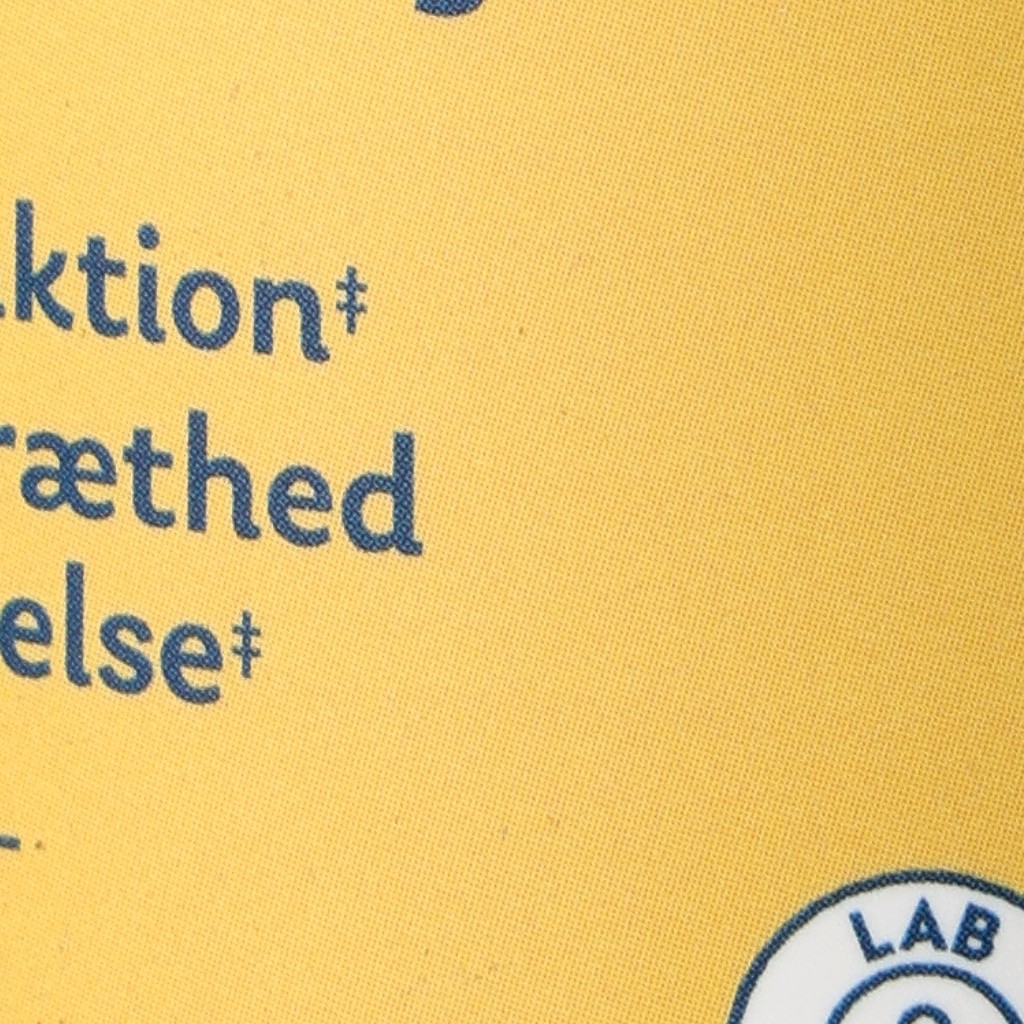 ktion‡
ræthed
else‡
LAB